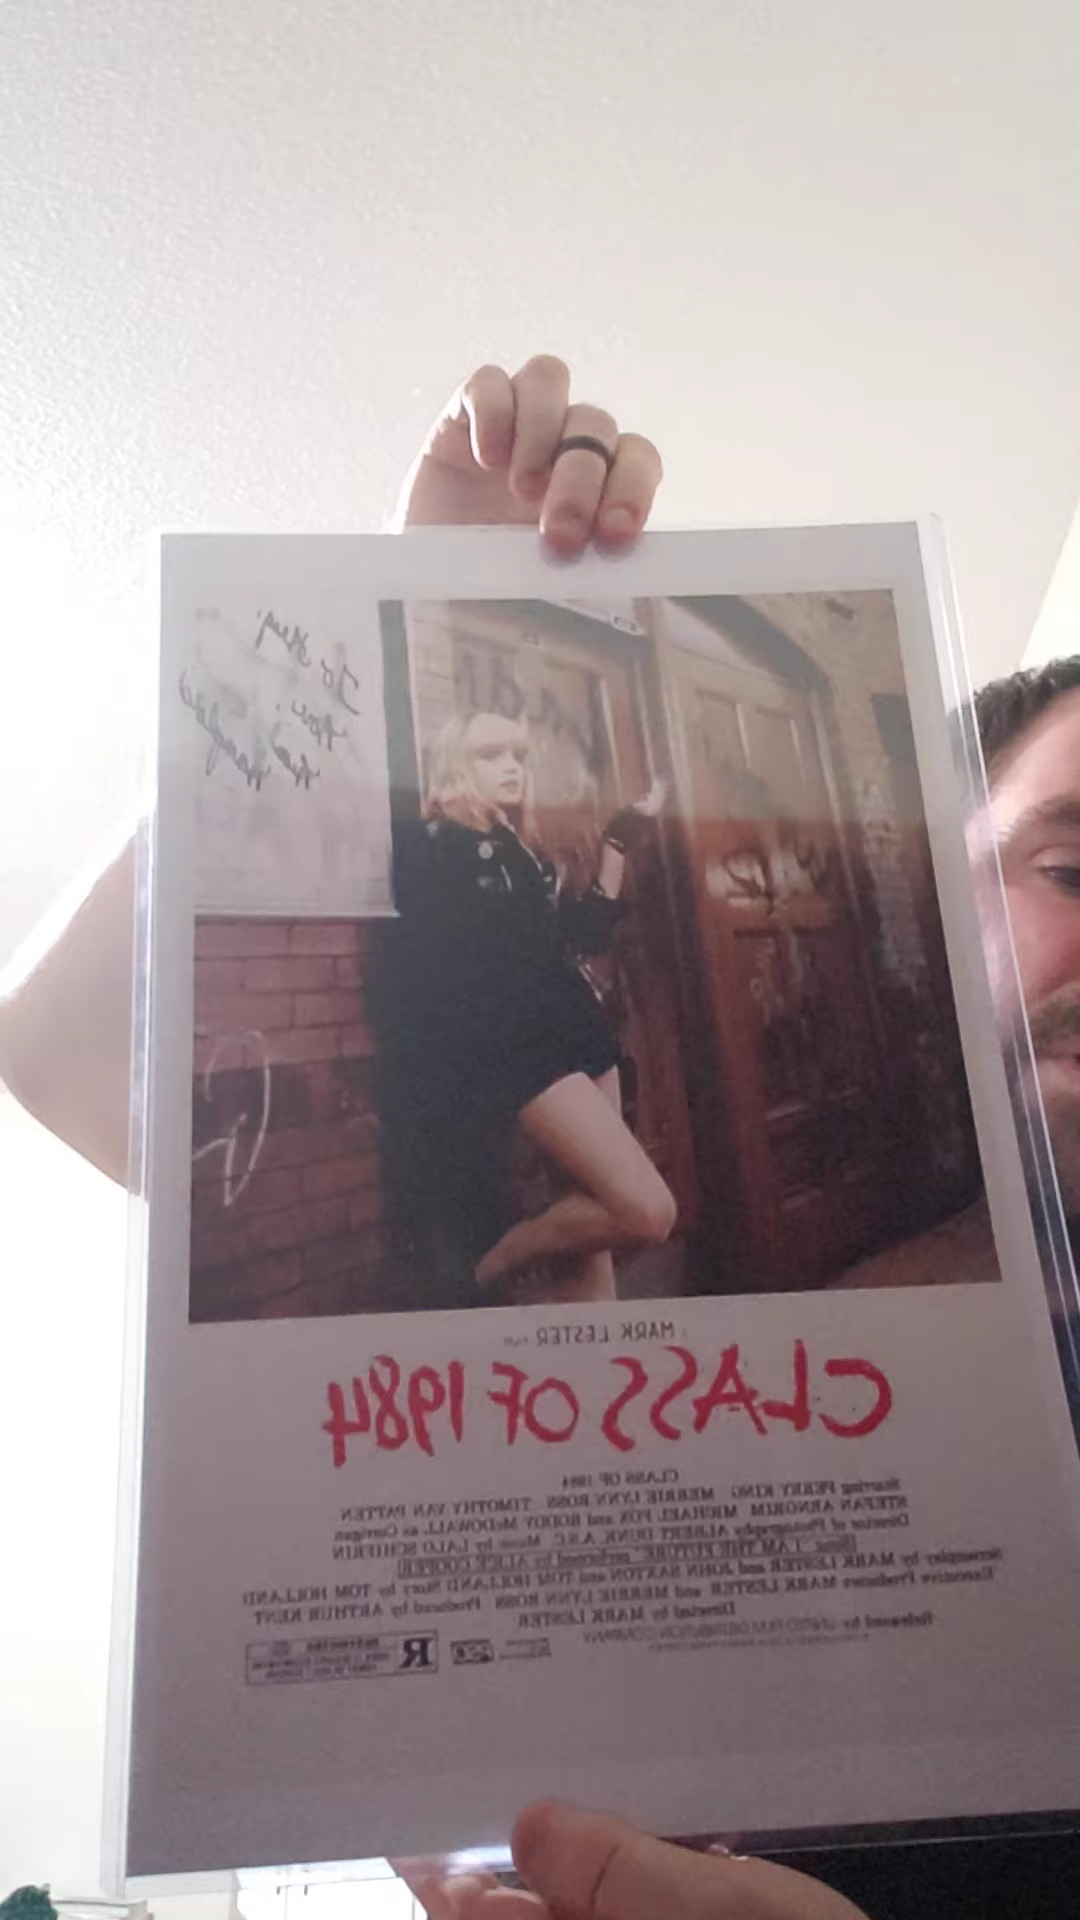 To Greg
MARK LESTER
CLASS OF 1984
CLASS OF 1984
Starring PERRY KING MERRIE LYNN ROSS TIMOTHY VAN PATTEN
STEFAN ARNGRIM MICHAEL FOX and RODDY McDOWALL as Corrigan
Director of Photography ALBERT DUNK, A.S.C. Music by LALO SCHIFRIN
Song "I AM THE FUTURE" performed by ALICE COOPER
Screenplay by MARK LESTER and JOHN SAXTON and TOM HOLLAND Story by TOM HOLLAND
Executive Producers MARK LESTER and MERRIE LYNN ROSS Produced by ARTHUR KENT
Directed by MARK LESTER
Released by UNITED FILM DISTRIBUTION COMPANY
R RESTRICTED